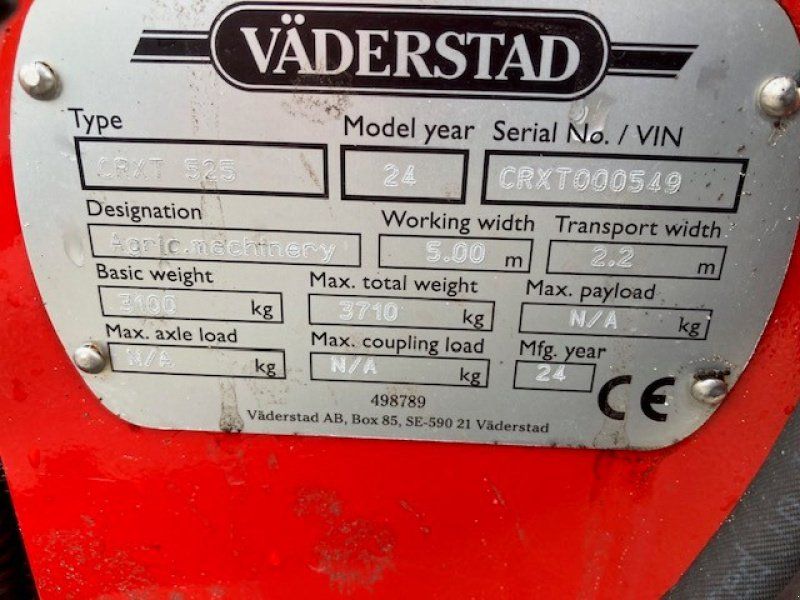 VÄDERSTAD
Type Model year Serial No. / VIN
CRXT 525 24 CRXT000549
Designation Working width Transport width
Agric.machinery 5.00 m 2.2 m
Basic weight Max. total weight Max. payload
3100 kg 3710 kg N/A kg
Max. axle load Max. coupling load Mfg. year
N/A kg N/A kg 24
CE
498789
Väderstad AB, Box 85, SE-590 21 Väderstad